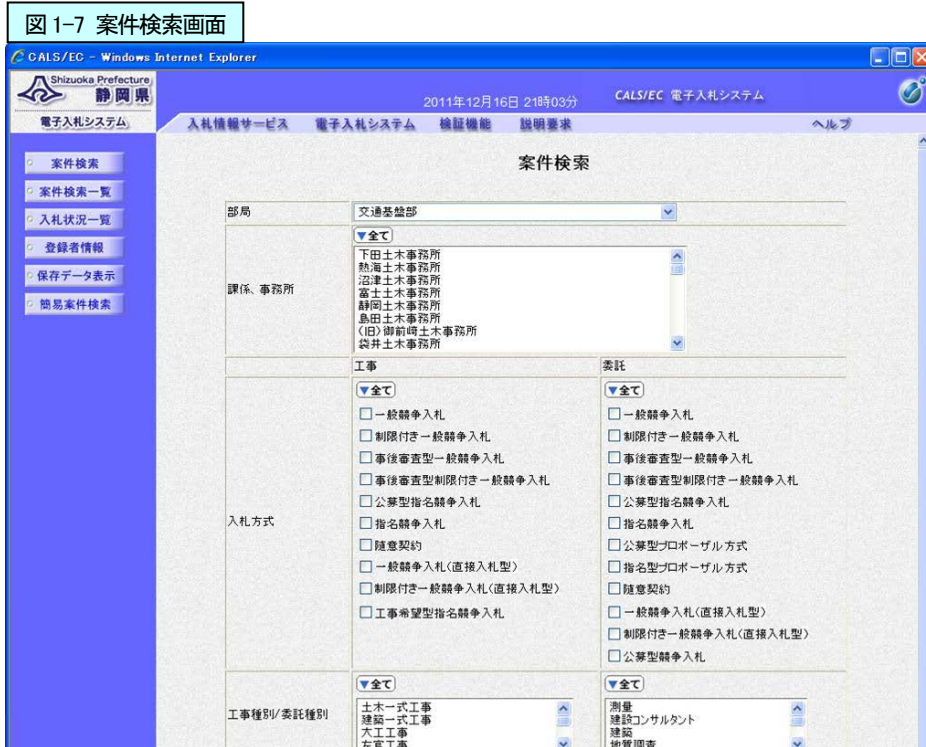 図 1-7 案件検索画面
CALS/EC - Windows Internet Explorer
Shizuoka Prefecture
静岡県
電子入札システム
2011年12月16日 21時03分
CALS/EC 電子入札システム
入札情報サービス 電子入札システム 検証機能 説明要求 ヘルプ
案件検索
案件検索一覧
入札状況一覧
登録者情報
保存データ表示
簡易案件検索
案件検索
部局 交通基盤部
課係、事務所
▼全て
下田土木事務所
熱海土木事務所
沼津土木事務所
富士土木事務所
静岡土木事務所
島田土木事務所
(旧)御前崎土木事務所
袋井土木事務所
工事 委託
入札方式
▼全て
一般競争入札
制限付き一般競争入札
事後審査型一般競争入札
事後審査型制限付き一般競争入札
公募型指名競争入札
指名競争入札
随意契約
一般競争入札(直接入札型)
制限付き一般競争入札(直接入札型)
工事希望型指名競争入札
▼全て
一般競争入札
制限付き一般競争入札
事後審査型一般競争入札
事後審査型制限付き一般競争入札
公募型指名競争入札
指名競争入札
公募型プロポーザル方式
指名型プロポーザル方式
随意契約
一般競争入札(直接入札型)
制限付き一般競争入札(直接入札型)
公募型競争入札
工事種別/委託種別
▼全て
土木一式工事
建築一式工事
大工工事
左官工事
▼全て
測量
建設コンサルタント
建築
地質調査